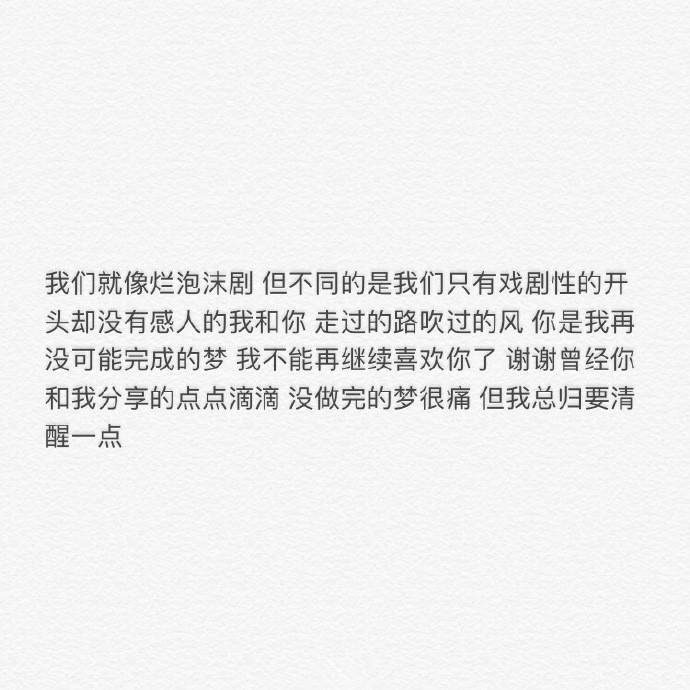 我们就像烂泡沫剧 但不同的是我们只有戏剧性的开
头却没有感人的我和你 走过的路吹过的风 你是我再
没可能完成的梦 我不能再继续喜欢你了 谢谢曾经你
和我分享的点点滴滴 没做完的梦很痛 但我总归要清
醒一点